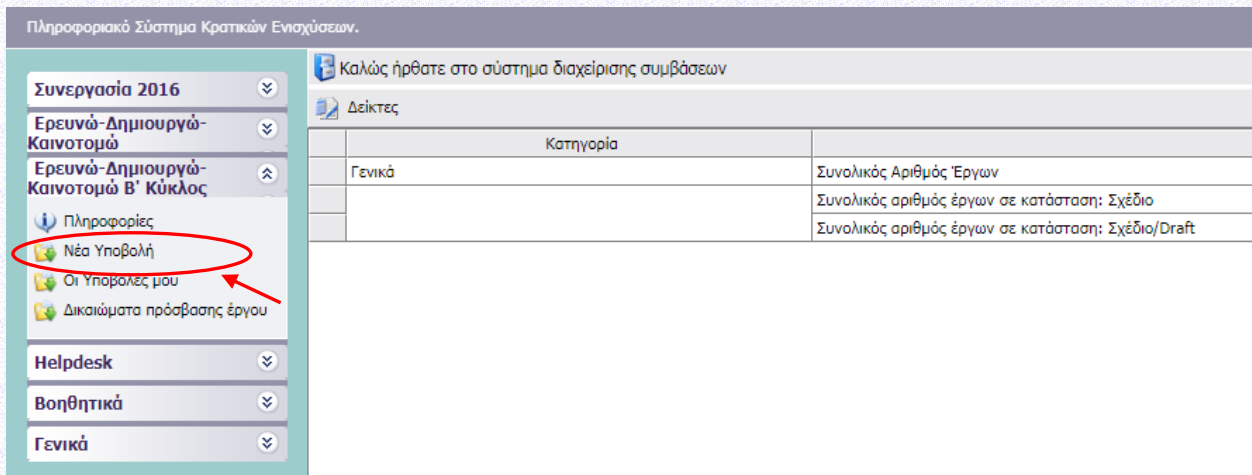 Πληροφοριακό Σύστημα Κρατικών Ενισχύσεων.
Συνεργασία 2016
Ερευνώ-Δημιουργώ-
Καινοτομώ
Ερευνώ-Δημιουργώ-
Καινοτομώ Β' Κύκλος
Πληροφορίες
Νέα Υποβολή
Οι Υποβολές μου
Δικαιώματα πρόσβασης έργου
Helpdesk
Βοηθητικά
Γενικά
Καλώς ήρθατε στο σύστημα διαχείρισης συμβάσεων
Δείκτες
Κατηγορία
Γενικά
Συνολικός Αριθμός Έργων
Συνολικός αριθμός έργων σε κατάσταση: Σχέδιο
Συνολικός αριθμός έργων σε κατάσταση: Σχέδιο/Draft